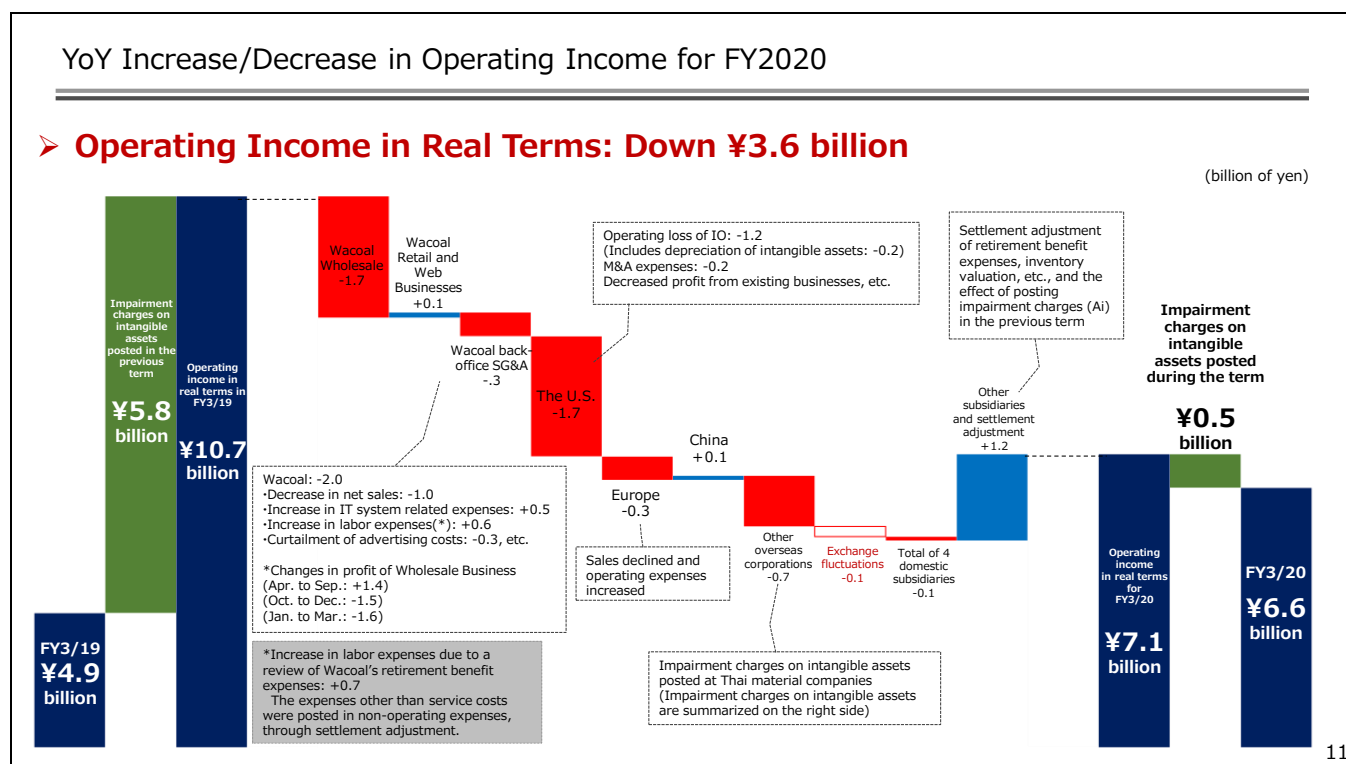 YoY Increase/Decrease in Operating Income for FY2020
➢ Operating Income in Real Terms: Down ¥3.6 billion
(billion of yen)
FY3/19
¥4.9
billion
Impairment
charges on
intangible
assets
posted in the
previous
term
¥5.8
billion
Operating
income in
real terms in
FY3/19
¥10.7
billion
Wacoal
Wholesale
-1.7
Wacoal
Retail and
Web
Businesses
+0.1
Wacoal back-
office SG&A
-.3
The U.S.
-1.7
Operating loss of IO: -1.2
(Includes depreciation of intangible assets: -0.2)
M&A expenses: -0.2
Decreased profit from existing businesses, etc.
Wacoal: -2.0
・Decrease in net sales: -1.0
・Increase in IT system related expenses: +0.5
・Increase in labor expenses(*): +0.6
・Curtailment of advertising costs: -0.3, etc.
*Changes in profit of Wholesale Business
(Apr. to Sep.: +1.4)
(Oct. to Dec.: -1.5)
(Jan. to Mar.: -1.6)
*Increase in labor expenses due to a
review of Wacoal's retirement benefit
expenses: +0.7
The expenses other than service costs
were posted in non-operating expenses,
through settlement adjustment.
Europe
-0.3
Sales declined and
operating expenses
increased
China
+0.1
Other
overseas
corporations
-0.7
Impairment charges on intangible assets
posted at Thai material companies
(Impairment charges on intangible assets
are summarized on the right side)
Exchange
fluctuations
-0.1
Total of 4
domestic
subsidiaries
-0.1
Other
subsidiaries
and settlement
adjustment
+1.2
Settlement adjustment
of retirement benefit
expenses, inventory
valuation, etc., and the
effect of posting
impairment charges (Ai)
in the previous term
Operating
income
in real terms
for
FY3/20
¥7.1
billion
Impairment
charges on
intangible
assets posted
during the term
¥0.5
billion
FY3/20
¥6.6
billion
11